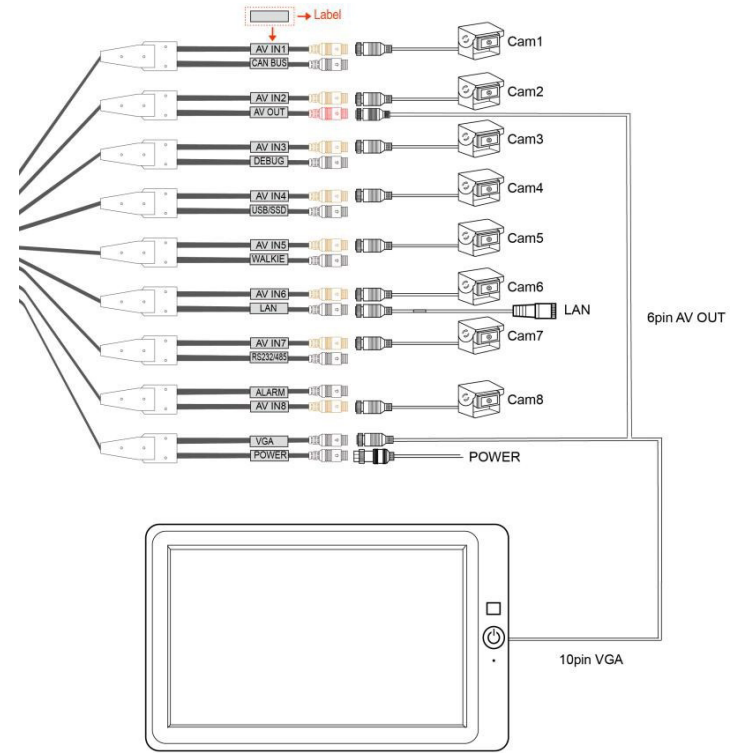 Label
AV IN1
CAN BUS
Cam1
AV IN2
AV OUT
Cam2
AV IN3
DEBUG
Cam3
AV IN4
USB/SSD
Cam4
AV IN5
WALKIE
Cam5
AV IN6
LAN
Cam6
LAN
6pin AV OUT
AV IN7
RS232/485
Cam7
ALARM
AV IN8
Cam8
VGA
POWER
POWER
10pin VGA